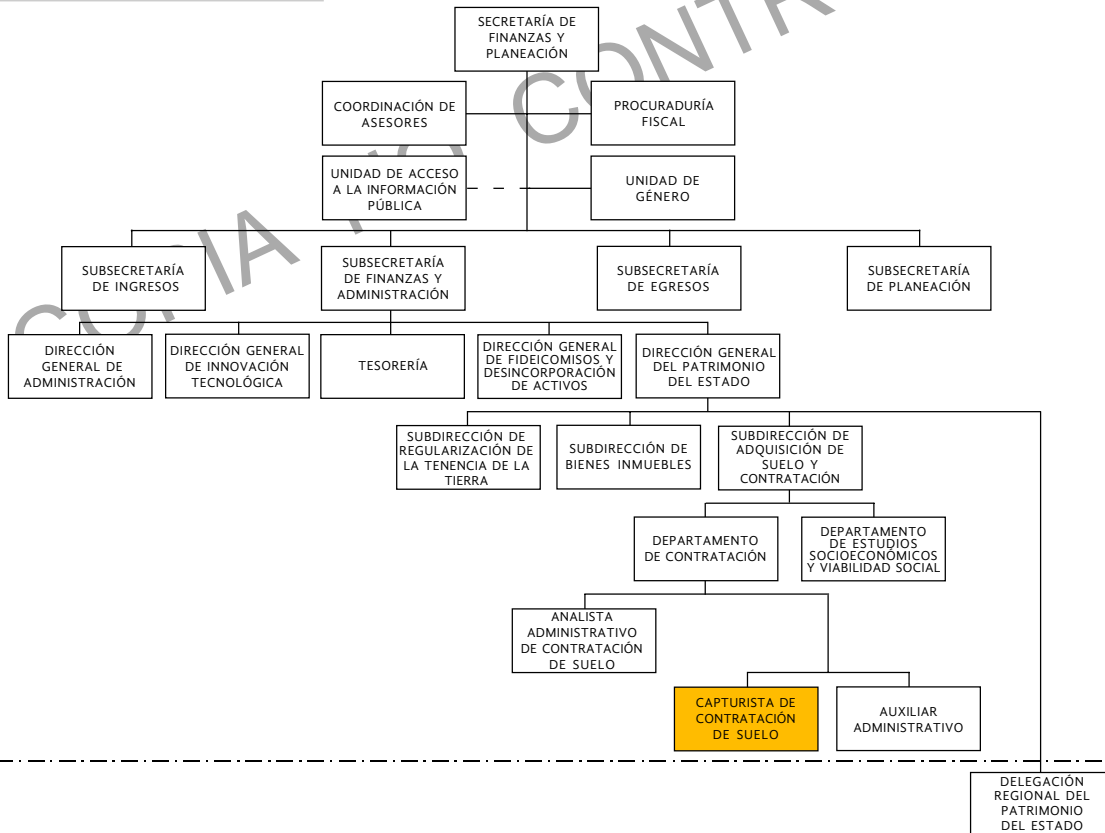 SECRETARÍA DE
FINANZAS Y
PLANEACIÓN
COORDINACIÓN DE
ASESORES
PROCURADURÍA
FISCAL
UNIDAD DE ACCESO
A LA INFORMACIÓN
PÚBLICA
UNIDAD DE
GÉNERO
SUBSECRETARÍA
DE INGRESOS
SUBSECRETARÍA
DE FINANZAS Y
ADMINISTRACIÓN
SUBSECRETARÍA
DE EGRESOS
SUBSECRETARÍA
DE PLANEACIÓN
DIRECCIÓN
GENERAL DE
ADMINISTRACIÓN
DIRECCIÓN GENERAL
DE INNOVACIÓN
TECNOLÓGICA
TESORERÍA
DIRECCIÓN GENERAL
DE FIDEICOMISOS Y
DESINCORPORACIÓN
DE ACTIVOS
DIRECCIÓN GENERAL
DEL PATRIMONIO
DEL ESTADO
SUBDIRECCIÓN DE
REGULARIZACIÓN DE
LA TENENCIA DE LA
TIERRA
SUBDIRECCIÓN DE
BIENES INMUEBLES
SUBDIRECCIÓN DE
ADQUISICIÓN DE
SUELO Y
CONTRATACIÓN
DEPARTAMENTO
DE CONTRATACIÓN
DEPARTAMENTO
DE ESTUDIOS
SOCIOECONÓMICOS
Y VIABILIDAD SOCIAL
ANALISTA
ADMINISTRATIVO
DE CONTRATACIÓN
DE SUELO
CAPTURISTA DE
CONTRATACIÓN
DE SUELO
AUXILIAR
ADMINISTRATIVO
DELEGACIÓN
REGIONAL DEL
PATRIMONIO
DEL ESTADO
COPIA